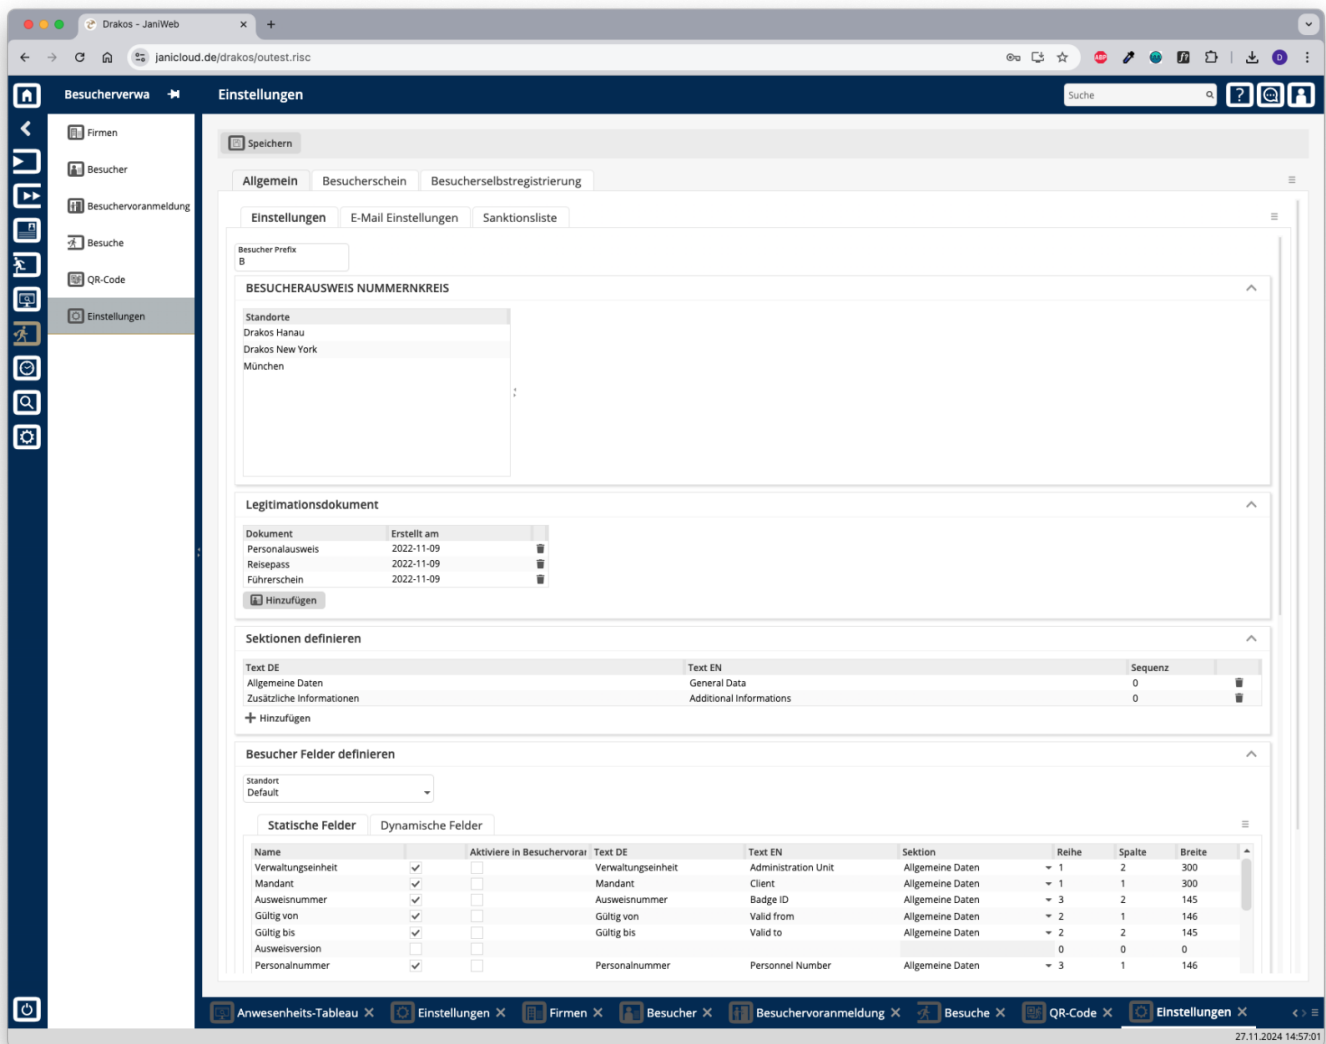 Drakos - JaniWeb
janicloud.de/drakos/outest.risc
ABP
D
Besucherverwa
Einstellungen
Suche
Firmen
Besucher
Besuchervoranmeldung
Besuche
QR-Code
Einstellungen
Speichern
Allgemein Besucherschein Besucherselbstregistrierung
Einstellungen E-Mail Einstellungen Sanktionsliste
Besucher Prefix
B
BESUCHERAUSWEIS NUMMERNKREIS
Standorte
Drakos Hanau
Drakos New York
München
Legitimationsdokument
Dokument Erstellt am
Personalausweis 2022-11-09
Reisepass 2022-11-09
Führerschein 2022-11-09
Hinzufügen
Sektionen definieren
Text DE Text EN Sequenz
Allgemeine Daten General Data 0
Zusätzliche Informationen Additional Informations 0
Hinzufügen
Besucher Felder definieren
Standort
Default
Statische Felder Dynamische Felder
Name Aktiviere in Besuchervorar Text DE Text EN Sektion Reihe Spalte Breite
Verwaltungseinheit Verwaltungseinheit Administration Unit Allgemeine Daten 1 2 300
Mandant Mandant Client Allgemeine Daten 1 1 300
Ausweisnummer Ausweisnummer Badge ID Allgemeine Daten 3 2 145
Gültig von Gültig von Valid from Allgemeine Daten 2 1 146
Gültig bis Gültig bis Valid to Allgemeine Daten 2 2 145
Ausweisversion 0 0 0
Personalnummer Personalnummer Personnel Number Allgemeine Daten 3 1 146
Anwesenheits-Tableau Einstellungen Firmen Besucher Besuchervoranmeldung Besuche QR-Code Einstellungen
27.11.2024 14:57:01